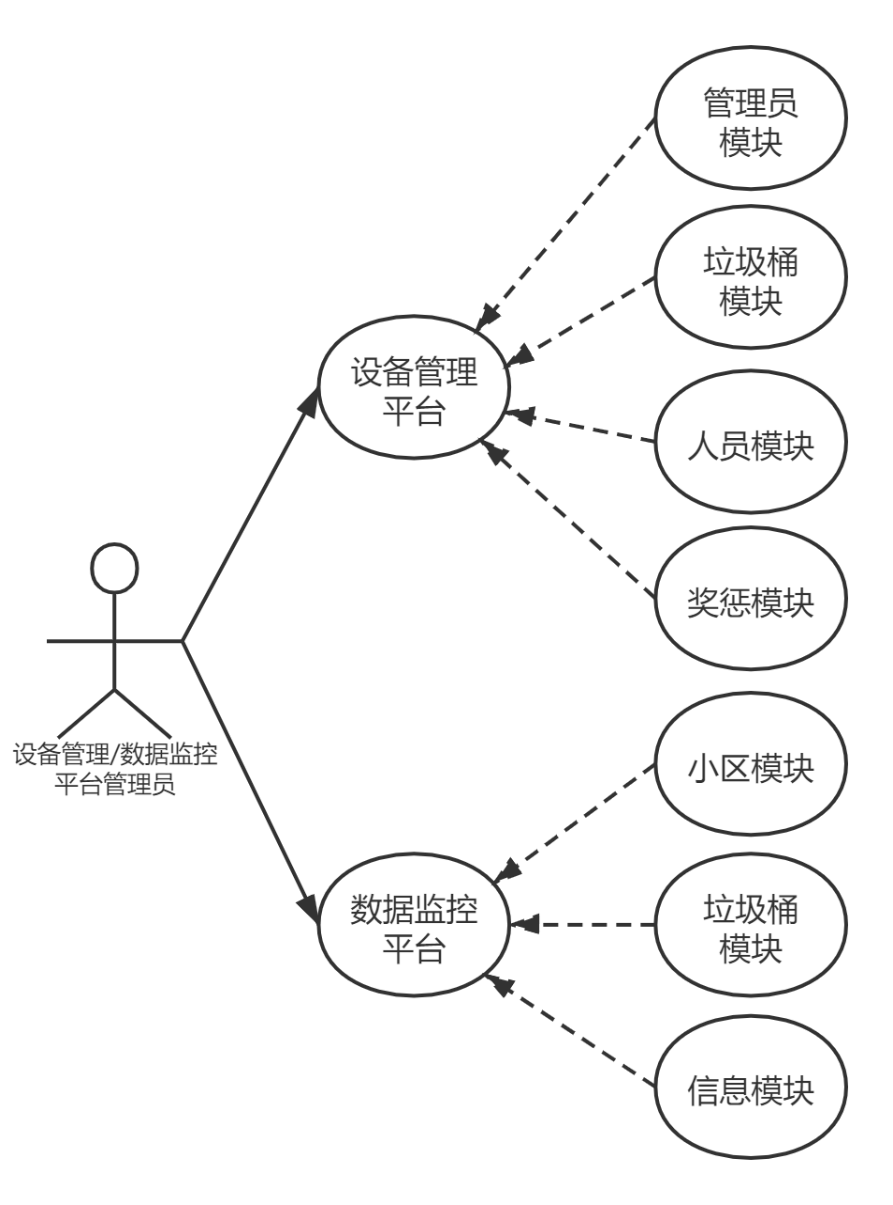 管理员
模块
垃圾桶
模块
设备管理
平台
人员模块
奖惩模块
设备管理/数据监控
平台管理员
小区模块
数据监控
平台
垃圾桶
模块
信息模块